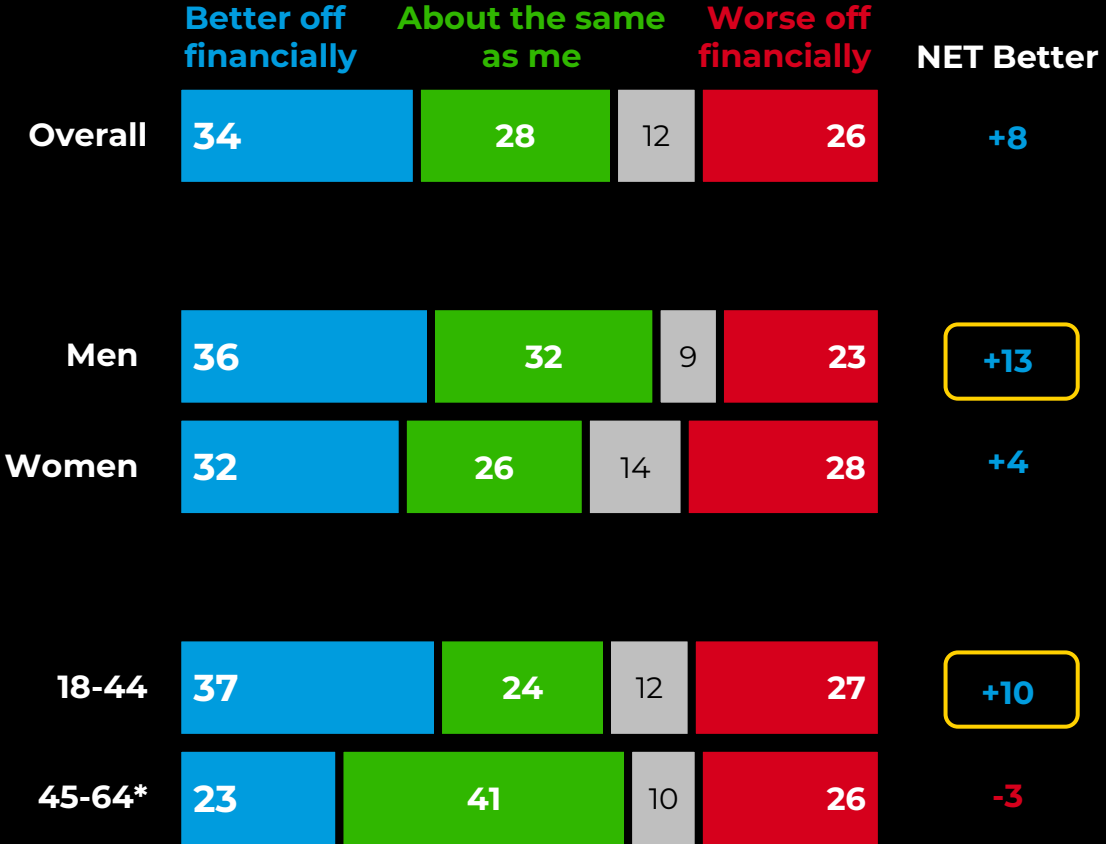 Better off financially
About the same as me
Worse off financially
NET Better
Overall 34 28 12 26 +8
Men 36 32 9 23 +13
Women 32 26 14 28 +4
18-44 37 24 12 27 +10
45-64* 23 41 10 26 -3